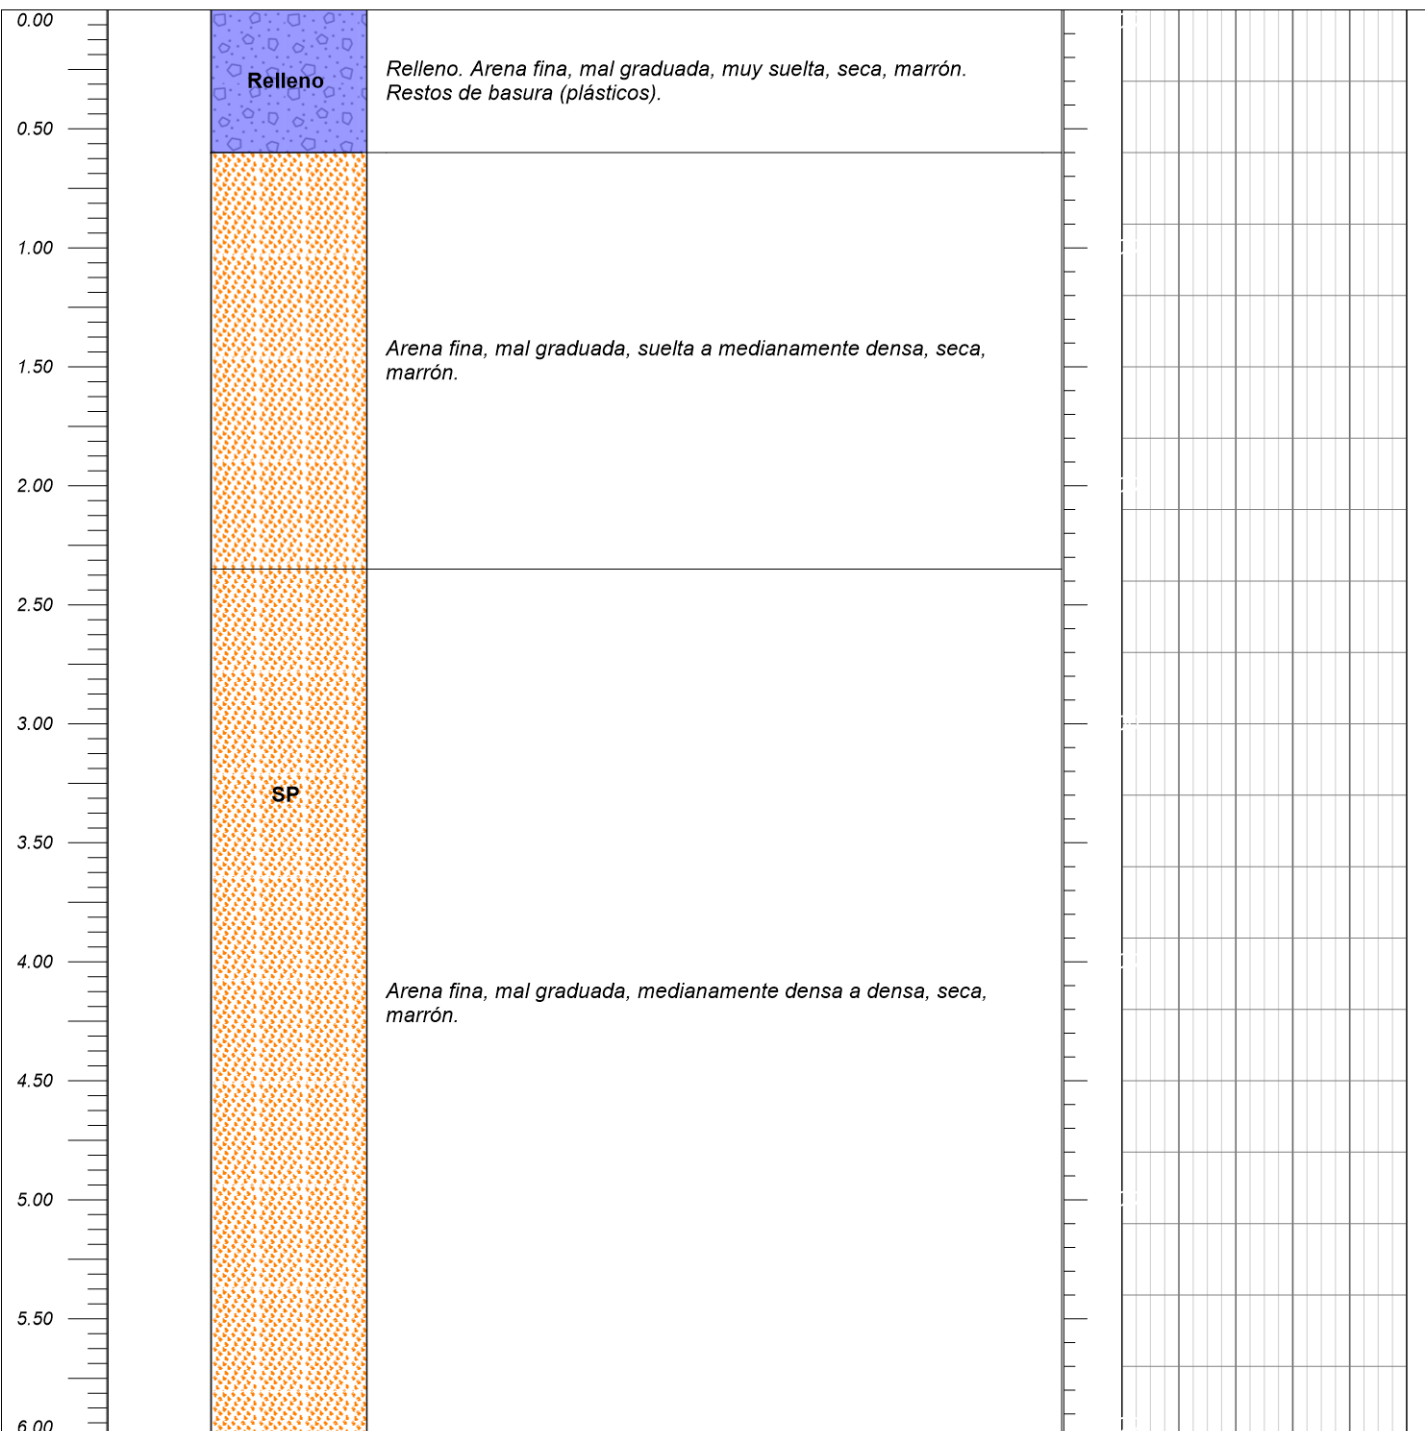 0.00
Relleno
Relleno. Arena fina, mal graduada, muy suelta, seca, marrón.
Restos de basura (plásticos).
0.50
1.00
Arena fina, mal graduada, suelta a medianamente densa, seca,
marrón.
1.50
2.00
2.50
3.00
SP
3.50
4.00
Arena fina, mal graduada, medianamente densa a densa, seca,
marrón.
4.50
5.00
5.50
6.00